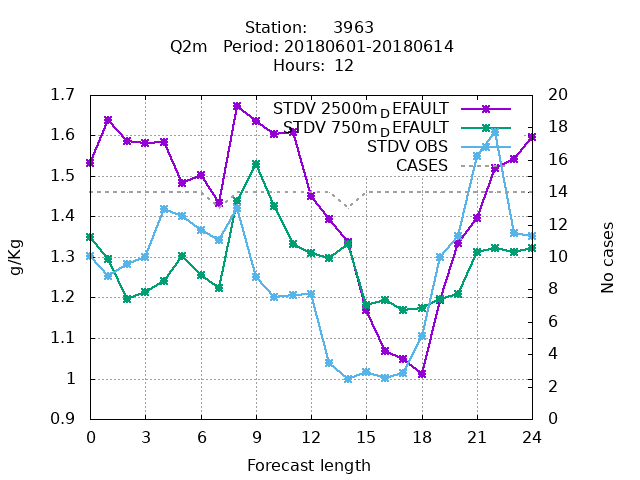 Station: 3963
Q2m Period: 20180601-20180614
Hours: 12
STDV 2500m_DEFAULT
STDV 750m_DEFAULT
STDV OBS
CASES
1.7
1.6
1.5
1.4
1.3
1.2
1.1
1
0.9
20
18
16
14
12
10
8
6
4
2
0
g/Kg
No cases
0 3 6 9 12 15 18 21 24
Forecast length